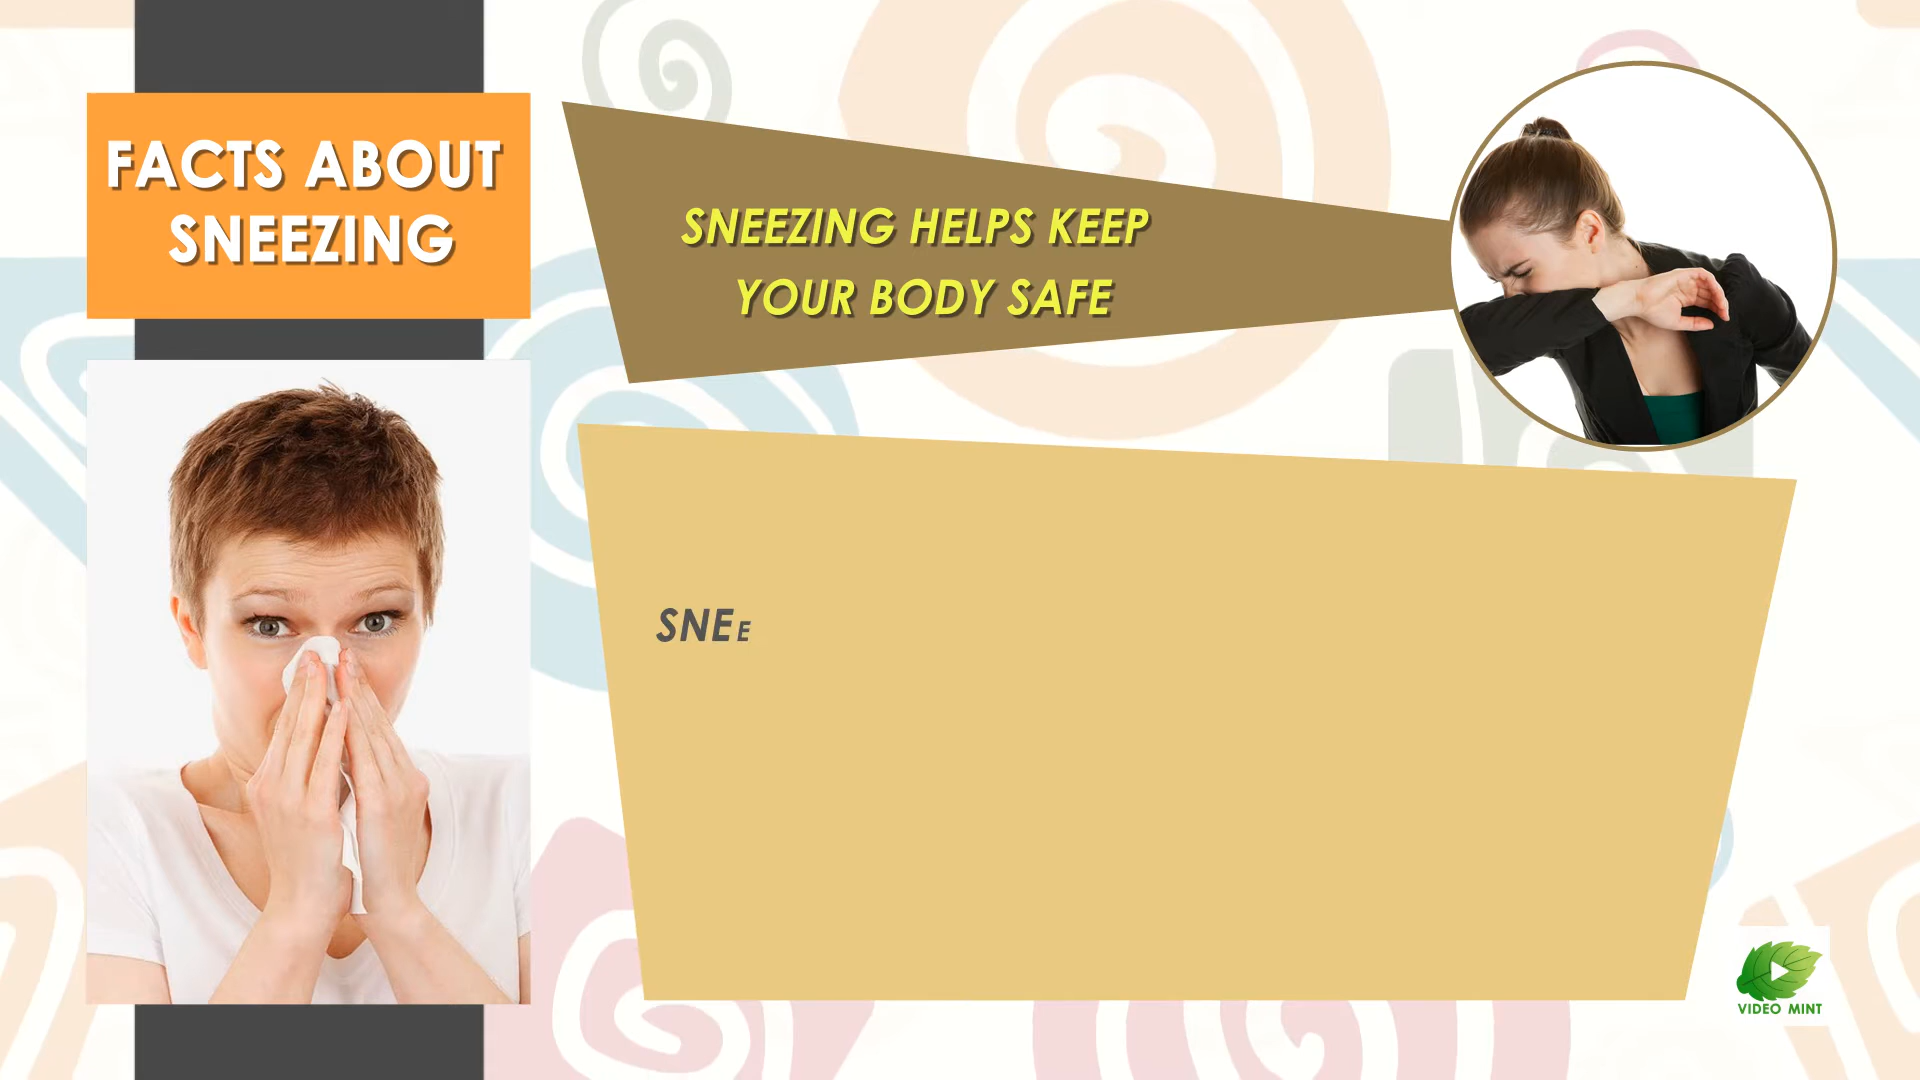 FACTS ABOUT
SNEEZING
SNEEZING HELPS KEEP
YOUR BODY SAFE
SNEE
VIDEO MINT